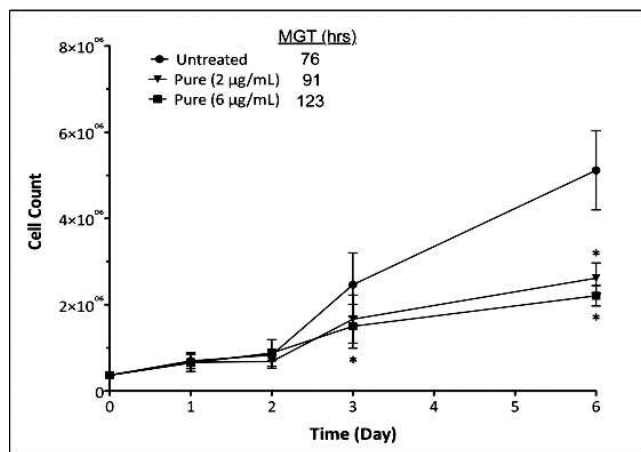 MGT (hrs)
Untreated 76
Pure (2 µg/mL) 91
Pure (6 µg/mL) 123
8×10⁰⁶
6×10⁰⁶
4×10⁰⁶
2×10⁰⁶
0
Cell Count
* 
*
*
0 1 2 3 4 5 6
Time (Day)